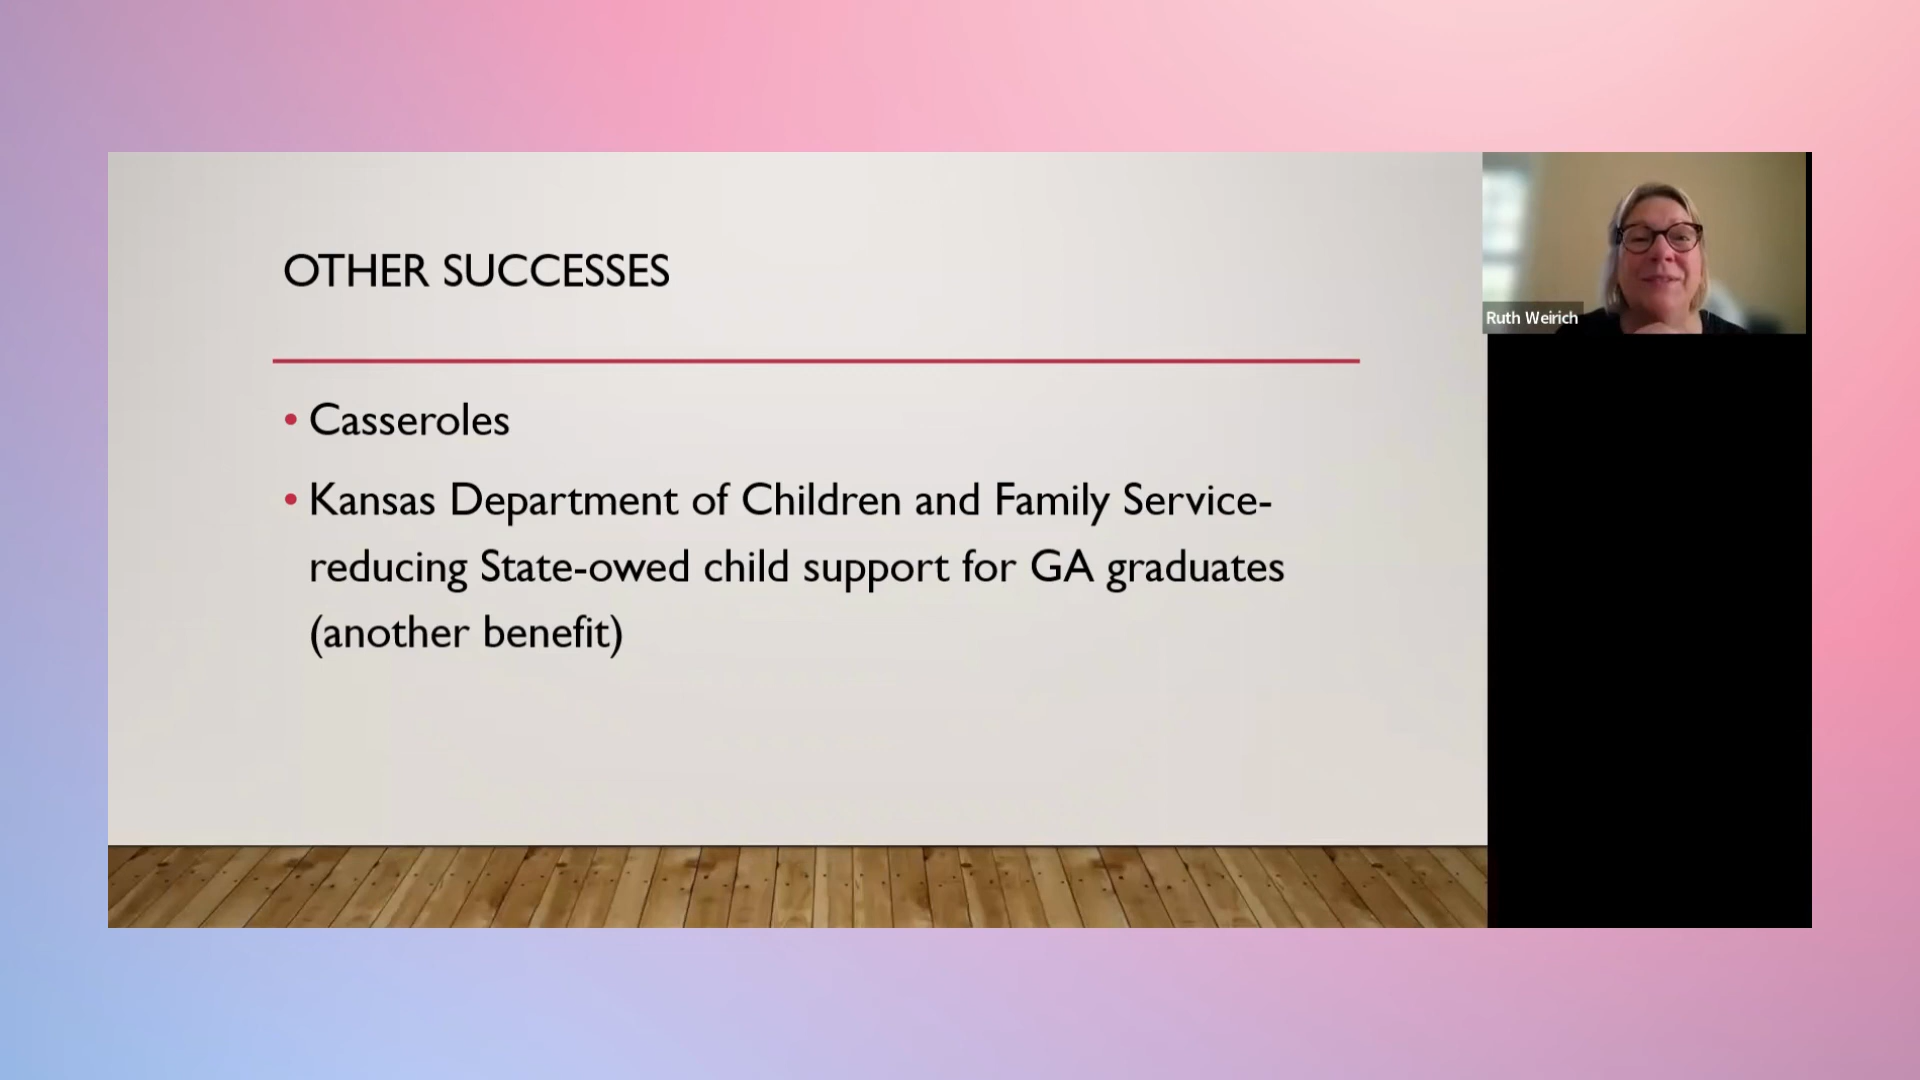 OTHER SUCCESSES
• Casseroles
• Kansas Department of Children and Family Service-
reducing State-owed child support for GA graduates
(another benefit)
Ruth Weirich